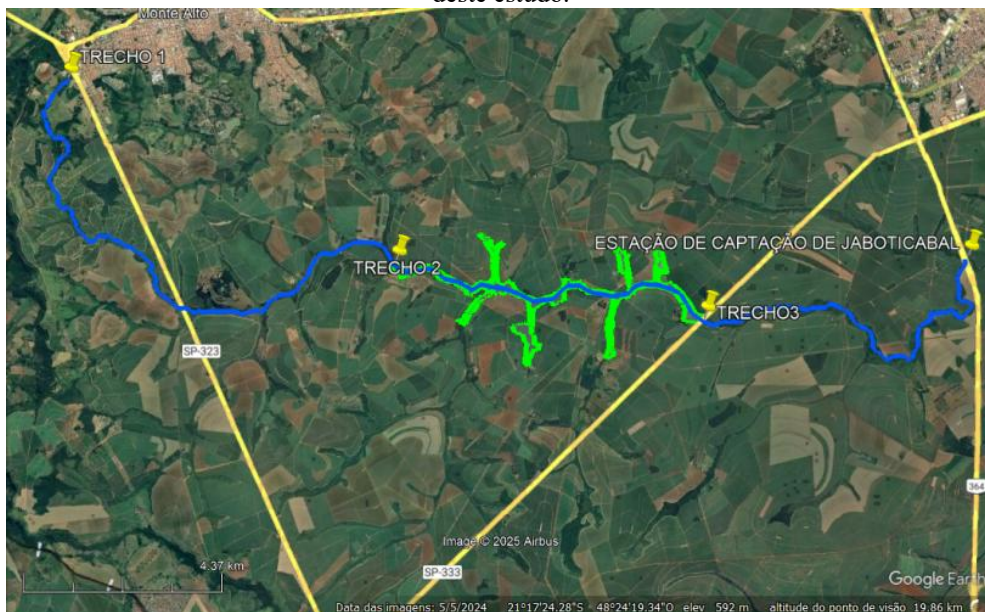 deste estudo.
Monte Alto
TRECHO 1
ESTAÇÃO DE CAPTAÇÃO DE JABOTICABAL
TRECHO 2
TRECHO3
SP-323
364
Image © 2025 Airbus
4.37 km
SP-333
Google Earth
Data das imagens: 5/5/2024 21°17'24.28"S 48°24'19.34"O elev 592 m altitude do ponto de visão 19.86 km